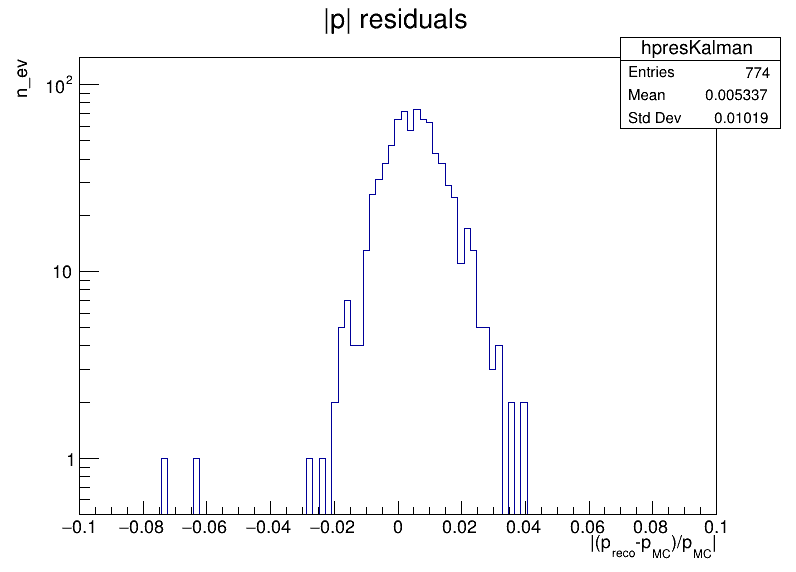 |p| residuals
hpresKalman
Entries 774
Mean 0.005337
Std Dev 0.01019
n_ev
10²
10
1
−0.1 −0.08 −0.06 −0.04 −0.02 0 0.02 0.04 0.06 0.08 0.1
|(p_reco-p_MC)/p_MC|